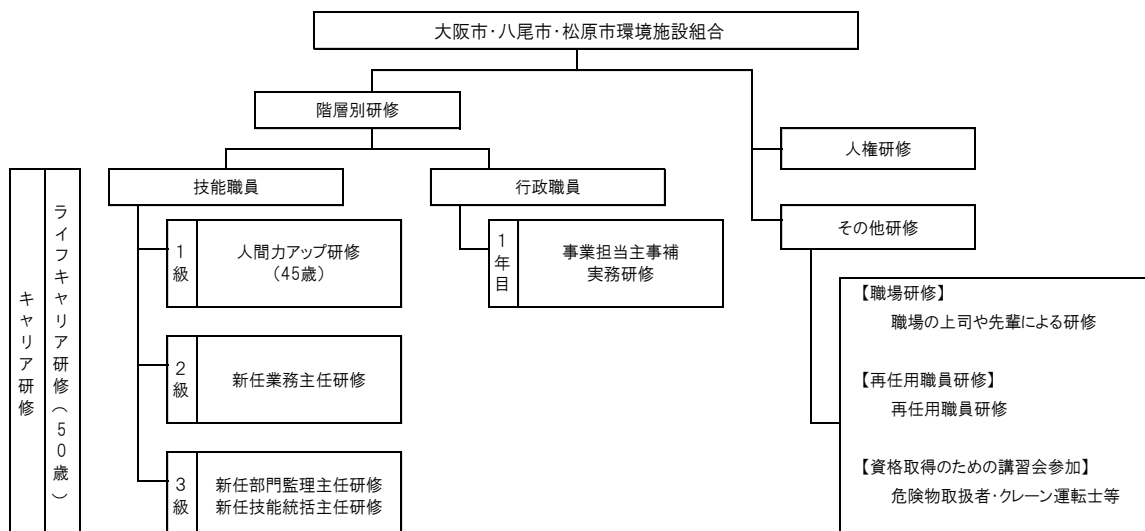 大阪市・八尾市・松原市環境施設組合
階層別研修
人権研修
技能職員
行政職員
その他研修
キャリア研修
ライフキャリア研修(50歳)
1級
人間力アップ研修
(45歳)
1年目
事業担当主事補
実務研修
2級
新任業務主任研修
3級
新任部門監理主任研修
新任技能統括主任研修
【職場研修】
職場の上司や先輩による研修
【再任用職員研修】
再任用職員研修
【資格取得のための講習会参加】
危険物取扱者・クレーン運転士等